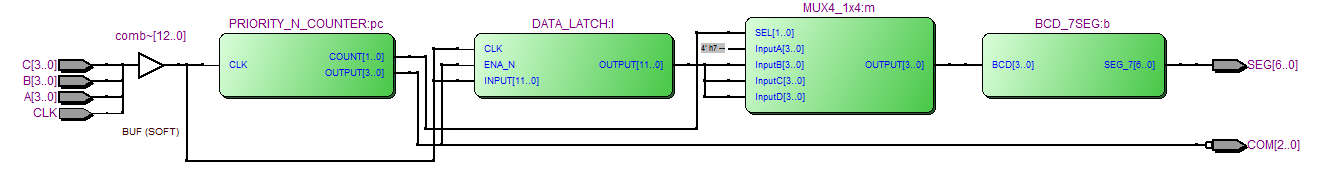 PRIORITY_N_COUNTER:pc
DATA_LATCH:l
MUX4_1x4:m
BCD_7SEG:b
comb~[12..0]
C[3..0]
B[3..0]
A[3..0]
CLK
BUF (SOFT)
CLK
COUNT[1..0]
OUTPUT[3..0]
CLK
ENA_N
INPUT[11..0]
OUTPUT[11..0]
4' h7 --
SEL[1..0]
InputA[3..0]
InputB[3..0]
InputC[3..0]
InputD[3..0]
OUTPUT[3..0]
BCD[3..0]
SEG_7[6..0]
SEG[6..0]
COM[2..0]